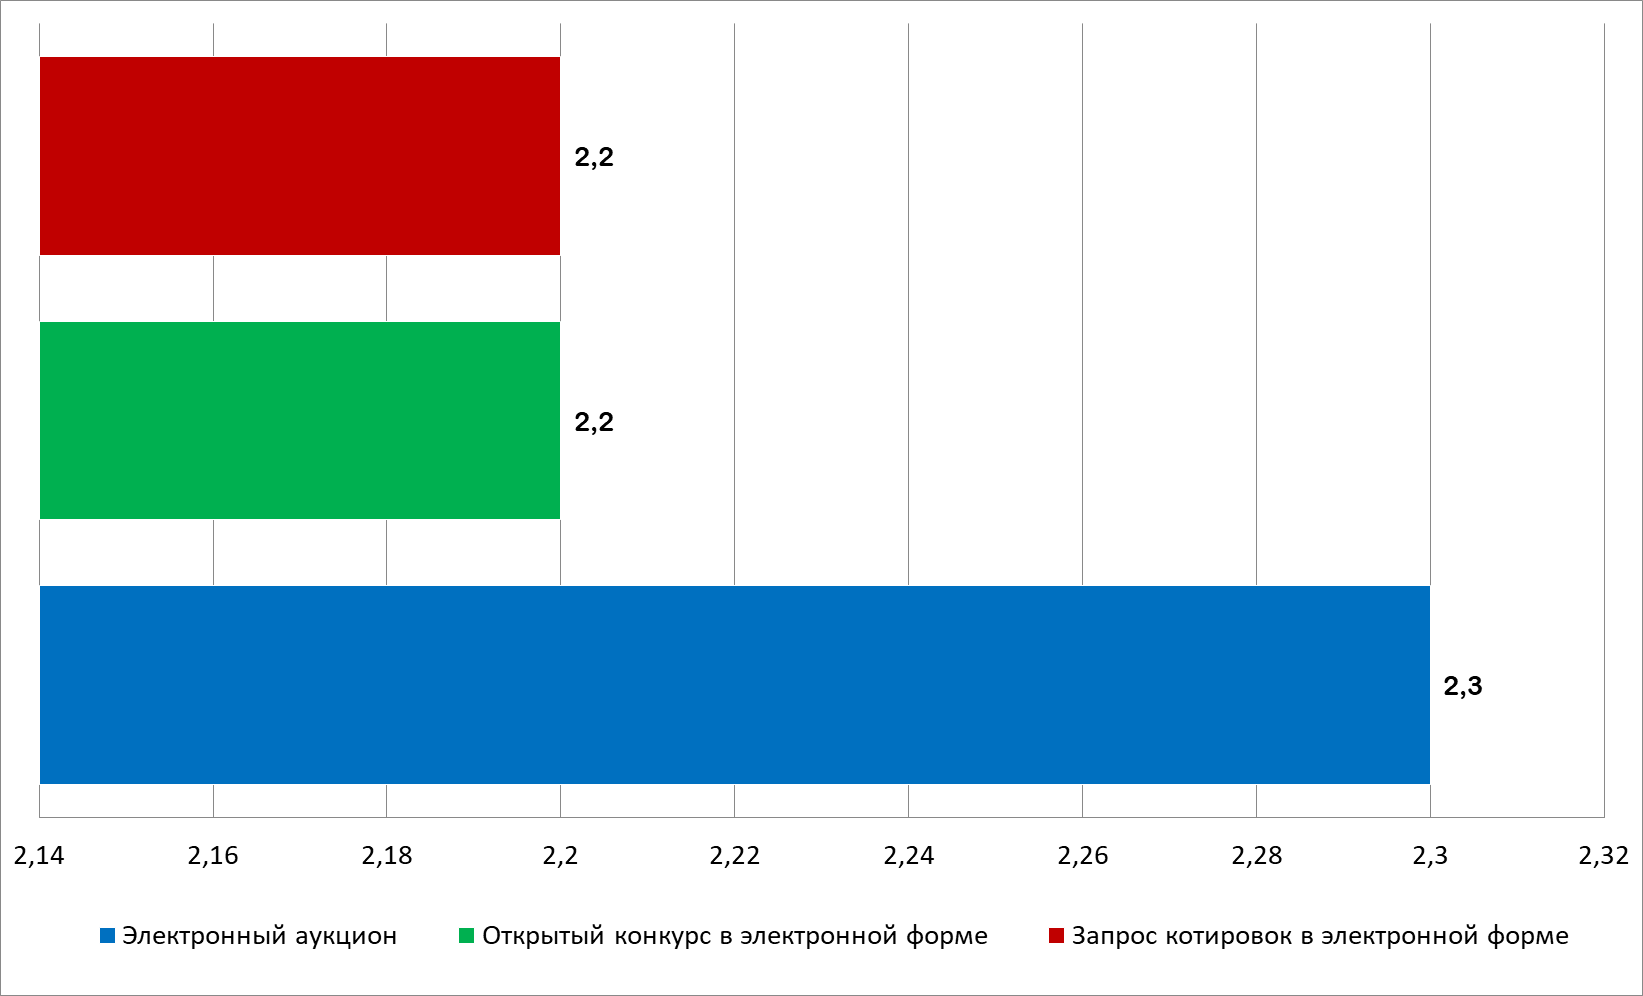 2,2
2,2
2,3
2,14 2,16 2,18 2,2 2,22 2,24 2,26 2,28 2,3 2,32
Электронный аукцион Открытый конкурс в электронной форме Запрос котировок в электронной форме